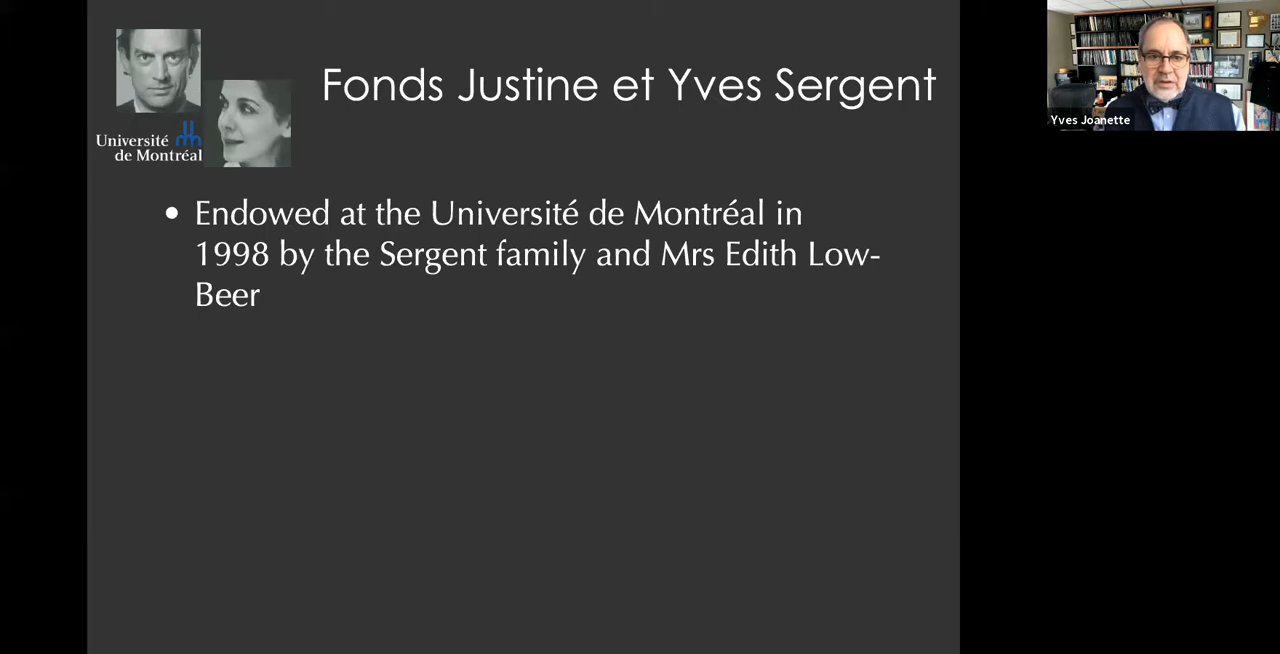 Fonds Justine et Yves Sergent
Université
de Montréal
Yves Joanette
• Endowed at the Université de Montréal in
1998 by the Sergent family and Mrs Edith Low-
Beer